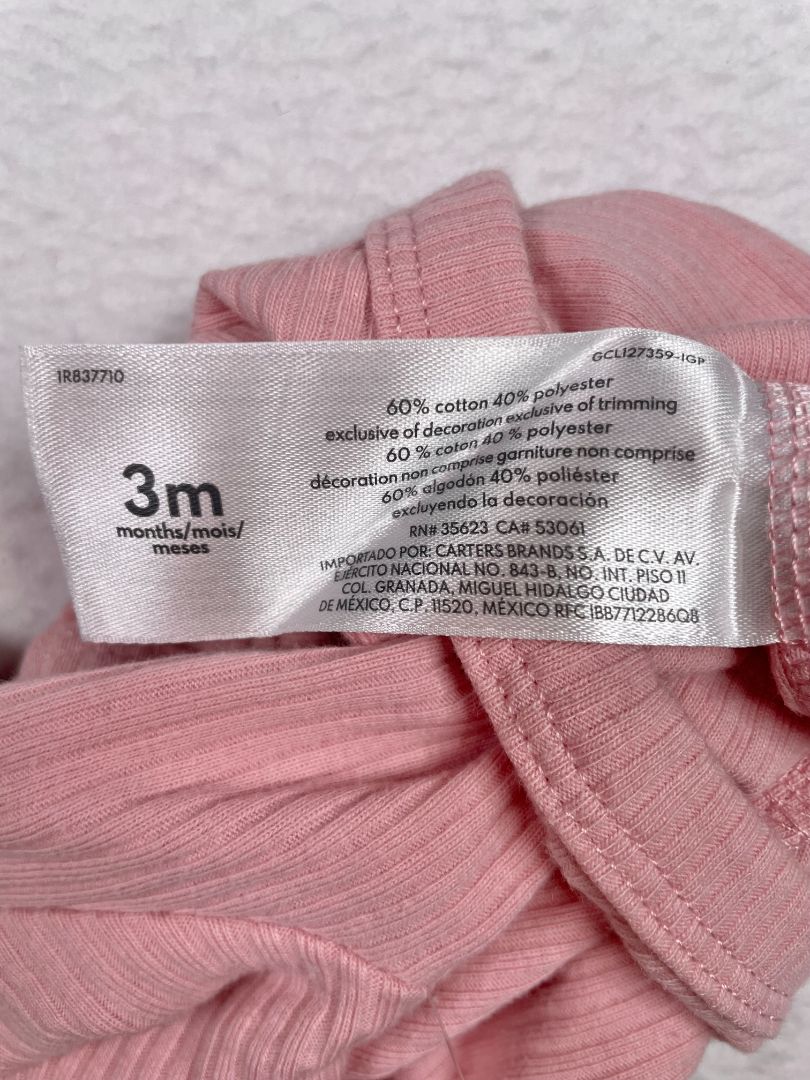 1R837710
GCL127359-1GP
3m
months/mois/
meses
60% cotton 40% polyester
exclusive of decoration exclusive of trimming
60 % coton 40 % polyester
décoration non comprise garniture non comprise
60% algodón 40% poliéster
excluyendo la decoración
RN# 35623 CA# 53061
IMPORTADO POR: CARTERS BRANDS S.A. DE C.V. AV.
EJÉRCITO NACIONAL NO. 843-B, NO. INT. PISO 11
COL. GRANADA, MIGUEL HIDALGO CIUDAD
DE MÉXICO, C.P. 11520, MÉXICO RFC IBB7712286Q8